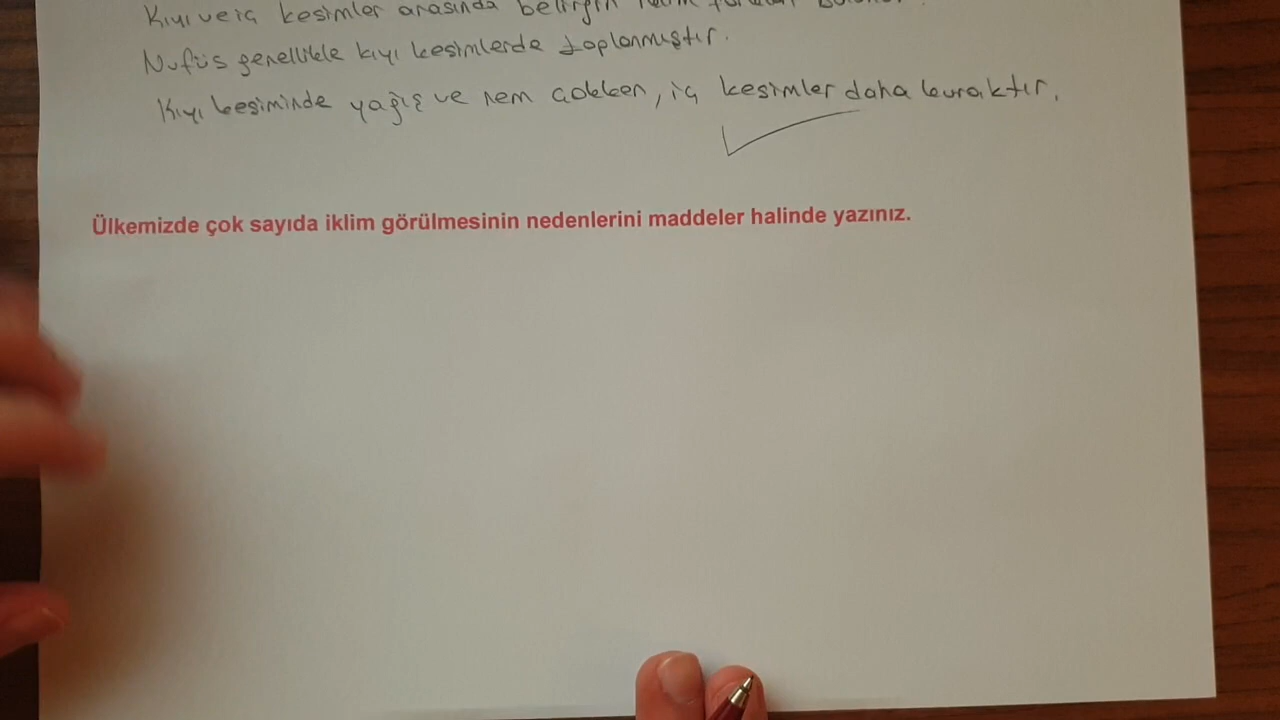 Kıyı ve iç kesimler arasında belirgin
Nufüs genellikle kıyı kesimlerde toplanmıştır.
Kıyı kesiminde yağış ve nem çokken, iç kesimler daha kuraktır.
Ülkemizde çok sayıda iklim görülmesinin nedenlerini maddeler halinde yazınız.